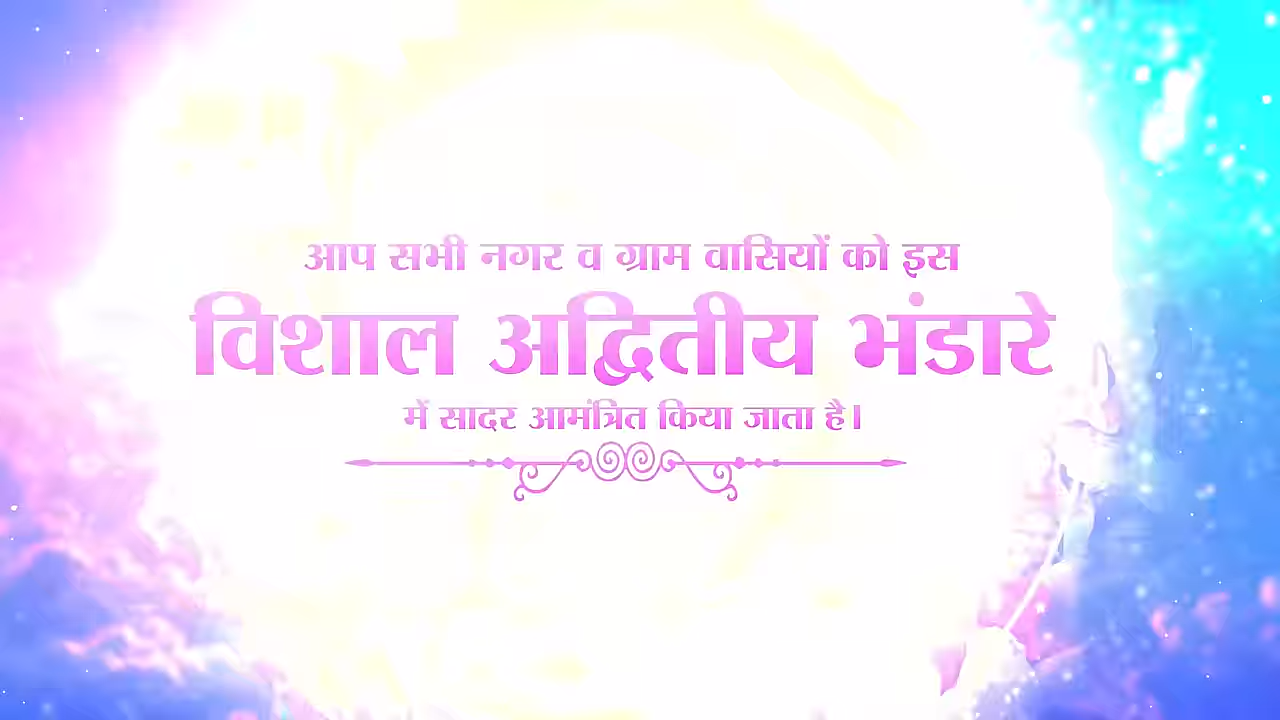 आप सभी नगर व ग्राम वासियों को इस
विशाल अद्वितीय भंडारे
में सादर आमंत्रित किया जाता है।